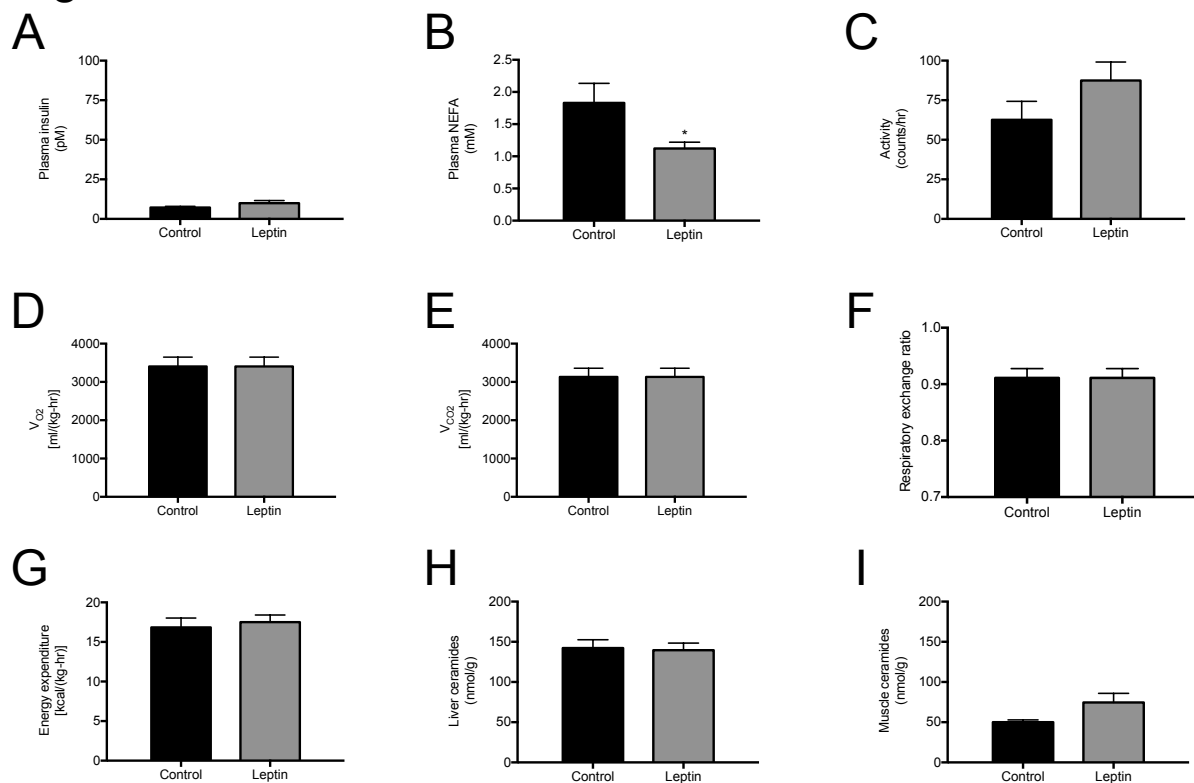 A
Plasma insulin
(pM)
100
75
50
25
0
Control Leptin
B
Plasma NEFA
(mM)
2.5
2.0
1.5
1.0
0.5
0.0
*
Control Leptin
C
Activity
(counts/hr)
100
75
50
25
0
Control Leptin
D
VO2
[ml/(kg-hr)]
4000
3000
2000
1000
0
Control Leptin
E
VCO2
[ml/(kg-hr)]
4000
3000
2000
1000
0
Control Leptin
F
Respiratory exchange ratio
1.0
0.9
0.8
0.7
Control Leptin
G
Energy expenditure
[kcal/(kg-hr)]
20
15
10
5
0
Control Leptin
H
Liver ceramides
(nmol/g)
200
150
100
50
0
Control Leptin
I
Muscle ceramides
(nmol/g)
200
150
100
50
0
Control Leptin